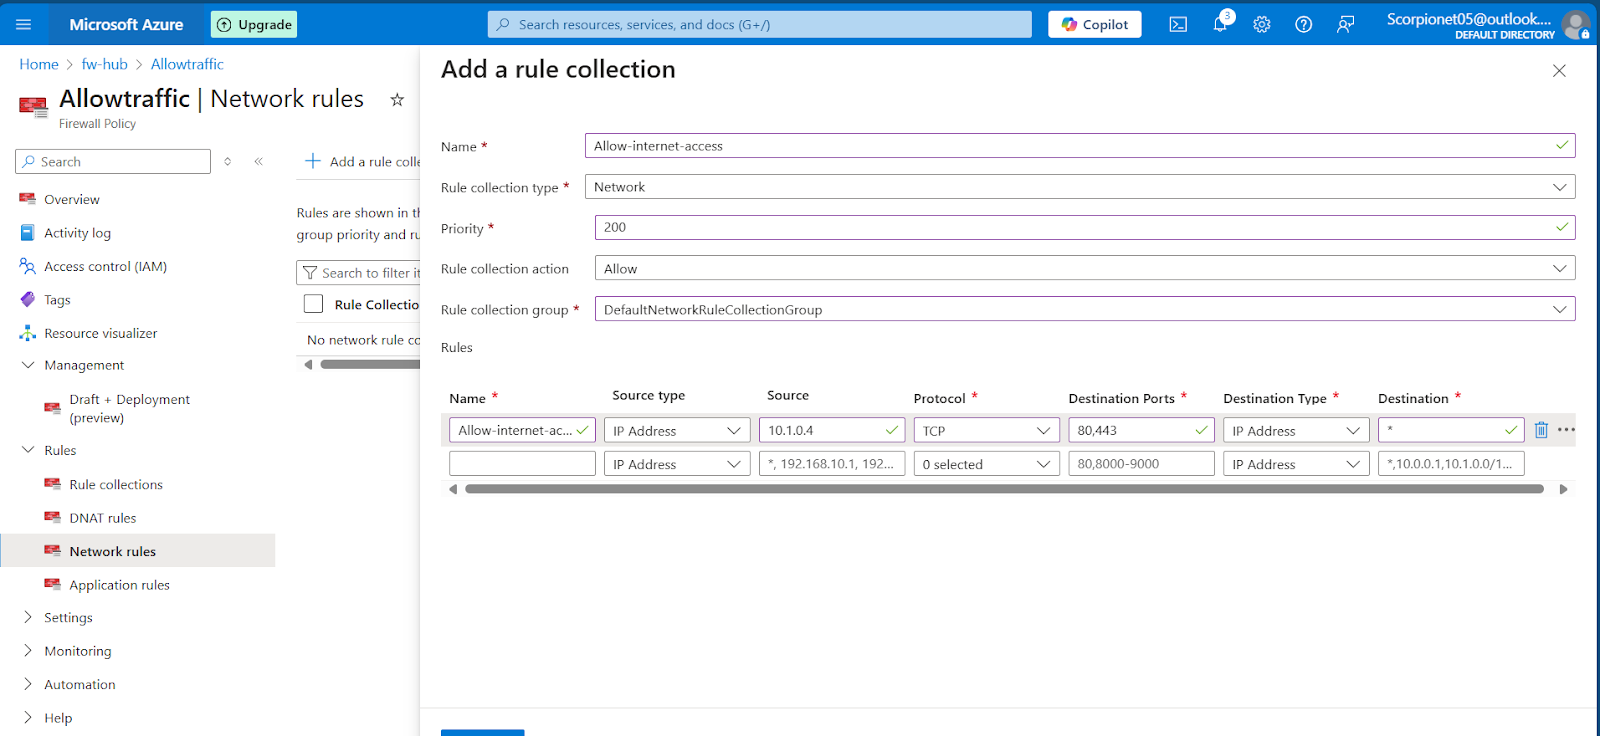 Microsoft Azure
Upgrade
Search resources, services, and docs (G+/)
Copilot
3
Scorpionet05@outlook....
DEFAULT DIRECTORY
Home > fw-hub > Allowtraffic
Allowtraffic | Network rules
Firewall Policy
Search
Overview
Activity log
Access control (IAM)
Tags
Resource visualizer
Management
Draft + Deployment
(preview)
Rules
Rule collections
DNAT rules
Network rules
Application rules
Settings
Monitoring
Automation
Help
Add a rule colle
Rules are shown in th
group priority and ru
Search to filter it
Rule Collectio
No network rule co
Add a rule collection
Name *
Allow-internet-access
Rule collection type *
Network
Priority *
200
Rule collection action
Allow
Rule collection group *
DefaultNetworkRuleCollectionGroup
Rules
Name * Source type Source Protocol * Destination Ports * Destination Type * Destination *
Allow-internet-ac... IP Address 10.1.0.4 TCP 80,443 IP Address *
IP Address *, 192.168.10.1, 192... 0 selected 80,8000-9000 IP Address *,10.0.0.1,10.1.0.0/1...